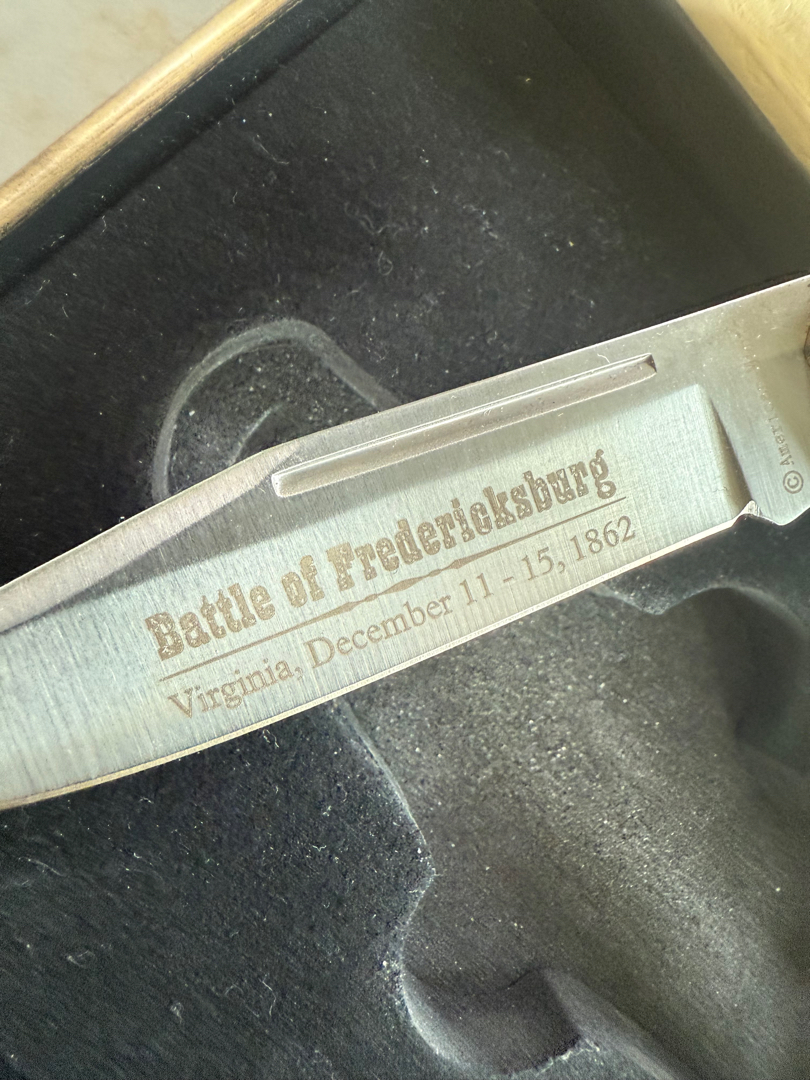 Battle of Fredericksburg
Virginia, December 11 - 15, 1862
©